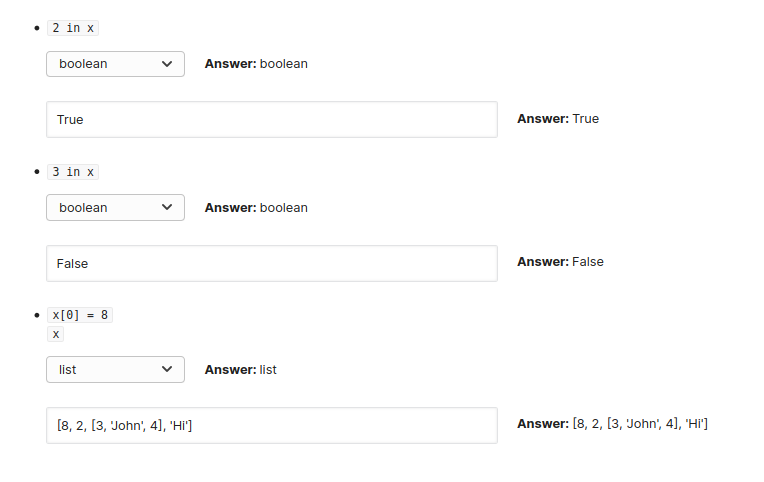 2 in x
boolean Answer: boolean
True Answer: True
3 in x
boolean Answer: boolean
False Answer: False
x[0] = 8
x
list Answer: list
[8, 2, [3, 'John', 4], 'Hi'] Answer: [8, 2, [3, 'John', 4], 'Hi']